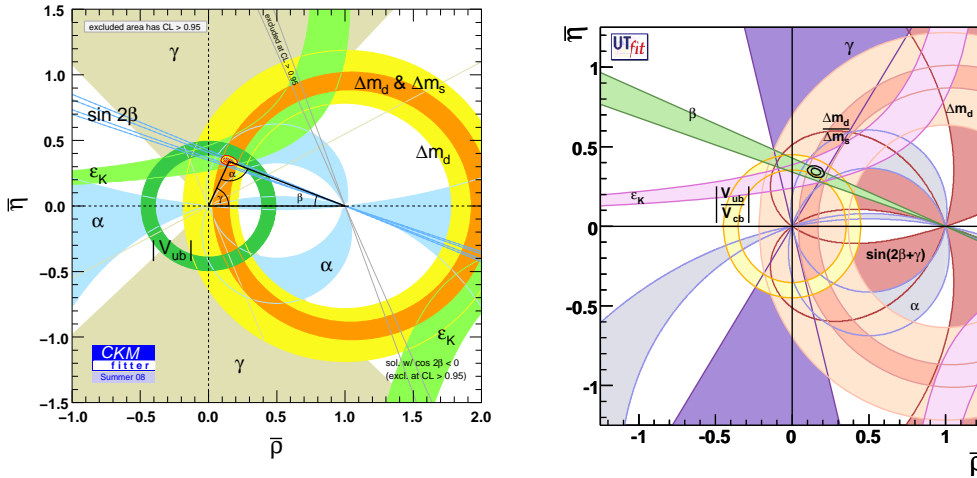 excluded area has CL > 0.95
γ
excluded at CL > 0.95
Δm_d & Δm_s
sin 2β
Δm_d
ε_K
α
α
γ
β
|V_ub|
α
ε_K
γ
sol. w/ cos 2β < 0
(excl. at CL > 0.95)
CKM
fitter
Summer 08
1.5
1.0
0.5
0.0
-0.5
-1.0
-1.5
η̄
-1.0
-0.5
0.0
0.5
1.0
1.5
2.0
ρ̄
η̄
UTfit
γ
β
Δm_d
Δm_s
Δm_d
ε_K
|V_ub|
|V_cb|
sin(2β+γ)
α
1
0.5
0
-0.5
-1
-1
-0.5
0
0.5
1
ρ̄